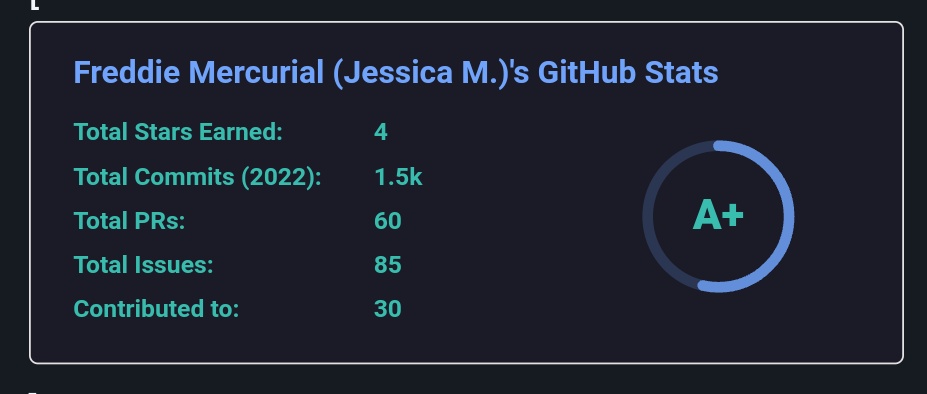 Freddie Mercurial (Jessica M.)'s GitHub Stats
Total Stars Earned: 4
Total Commits (2022): 1.5k
Total PRs: 60
Total Issues: 85
Contributed to: 30
A+